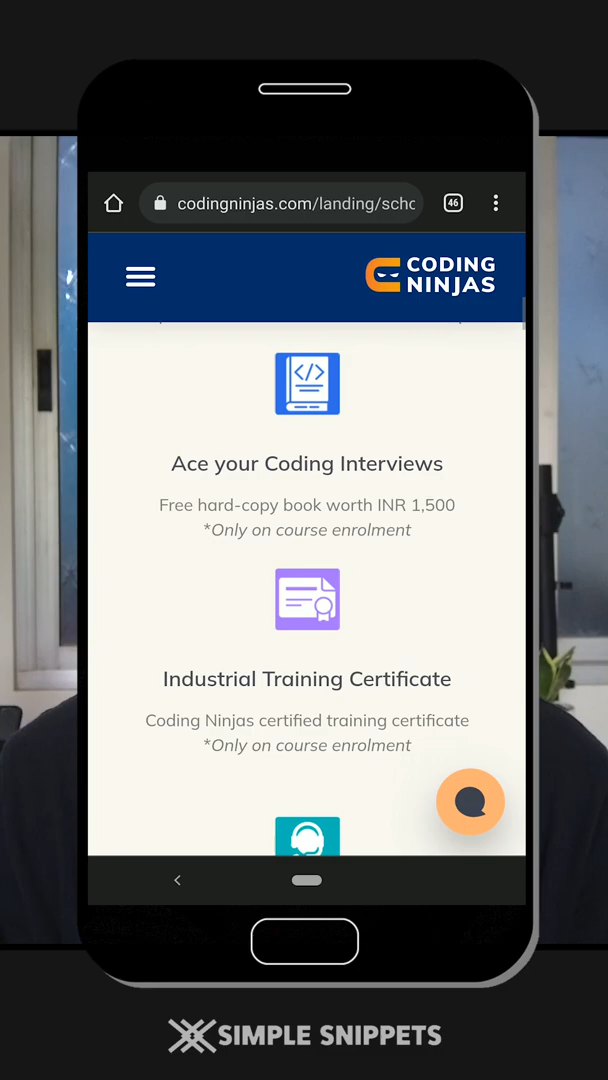 codingninjas.com/landing/scho
46
CODING
NINJAS
Ace your Coding Interviews
Free hard-copy book worth INR 1,500
*Only on course enrolment
Industrial Training Certificate
Coding Ninjas certified training certificate
*Only on course enrolment
SIMPLE SNIPPETS